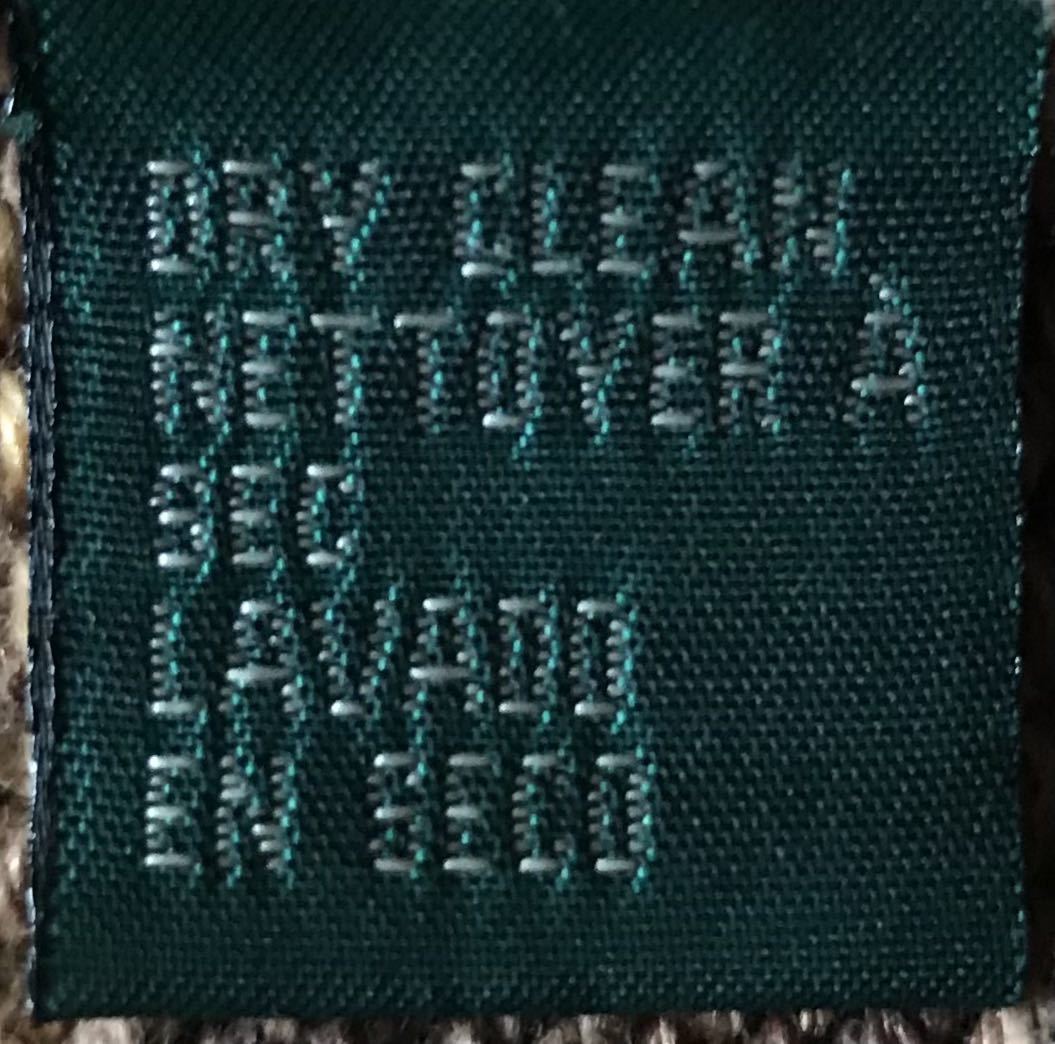 DRY CLEAN
NETTOYER À
SEC
LAVADO
EN SECO